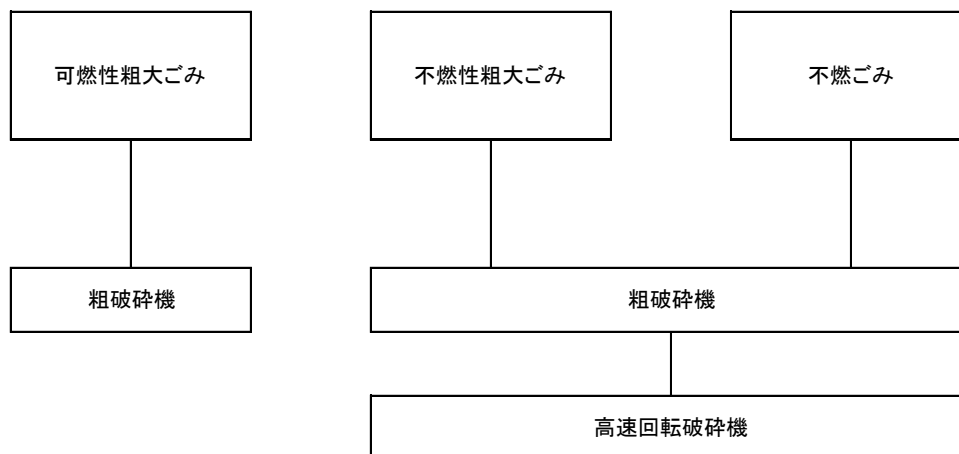 可燃性粗大ごみ
不燃性粗大ごみ
不燃ごみ
粗破砕機
粗破砕機
高速回転破砕機